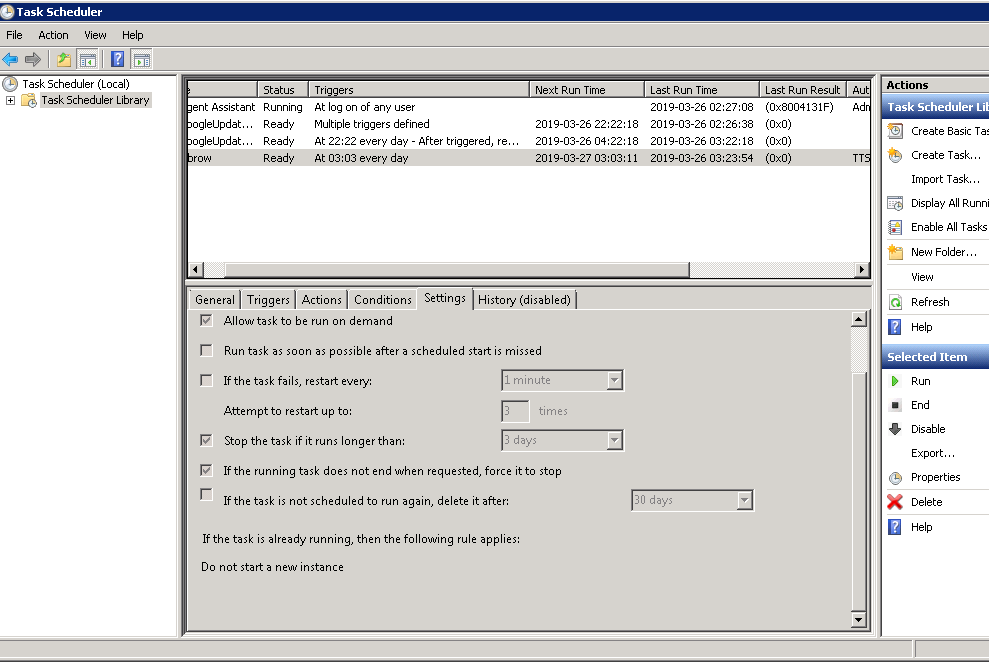 Task Scheduler
File Action View Help
Task Scheduler (Local)
Task Scheduler Library
Status Triggers Next Run Time Last Run Time Last Run Result Aut
gent Assistant Running At log on of any user 2019-03-26 02:27:08 (0x8004131F) Adr
oogleUpdat... Ready Multiple triggers defined 2019-03-26 22:22:18 2019-03-26 02:26:38 (0x0)
oogleUpdat... Ready At 22:22 every day - After triggered, re... 2019-03-26 04:22:18 2019-03-26 03:22:18 (0x0)
brow Ready At 03:03 every day 2019-03-27 03:03:11 2019-03-26 03:23:54 (0x0) TTS
General Triggers Actions Conditions Settings History (disabled)
Allow task to be run on demand
Run task as soon as possible after a scheduled start is missed
If the task fails, restart every: 1 minute
Attempt to restart up to: 3 times
Stop the task if it runs longer than: 3 days
If the running task does not end when requested, force it to stop
If the task is not scheduled to run again, delete it after: 30 days
If the task is already running, then the following rule applies:
Do not start a new instance
Actions
Task Scheduler Lib
Create Basic Tas
Create Task...
Import Task...
Display All Runni
Enable All Tasks
New Folder...
View
Refresh
Help
Selected Item
Run
End
Disable
Export...
Properties
Delete
Help